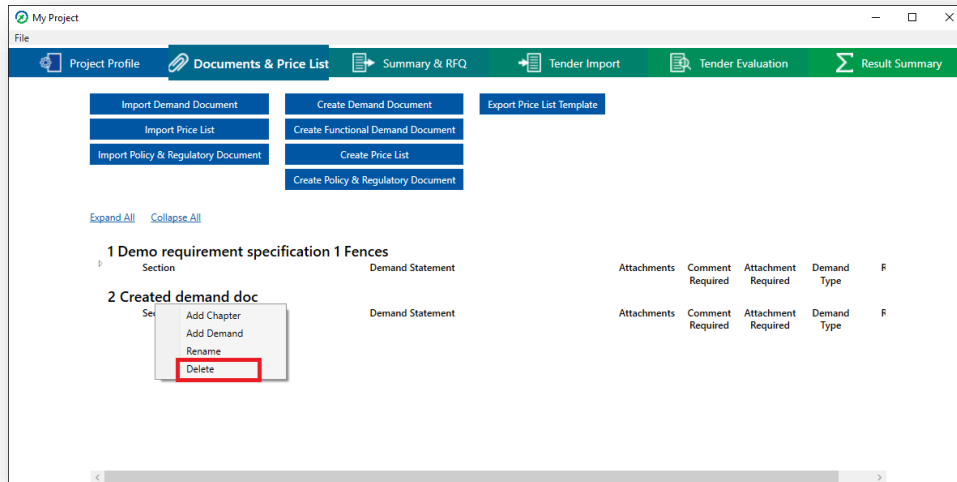 My Project
File
Project Profile Documents & Price List Summary & RFQ Tender Import Tender Evaluation Result Summary
Import Demand Document Create Demand Document Export Price List Template
Import Price List Create Functional Demand Document
Import Policy & Regulatory Document Create Price List
Create Policy & Regulatory Document
Expand All Collapse All
1 Demo requirement specification 1 Fences
Section Demand Statement Attachments Comment Required Attachment Required Demand Type R
2 Created demand doc
Sec Demand Statement Attachments Comment Required Attachment Required Demand Type R
Add Chapter
Add Demand
Rename
Delete